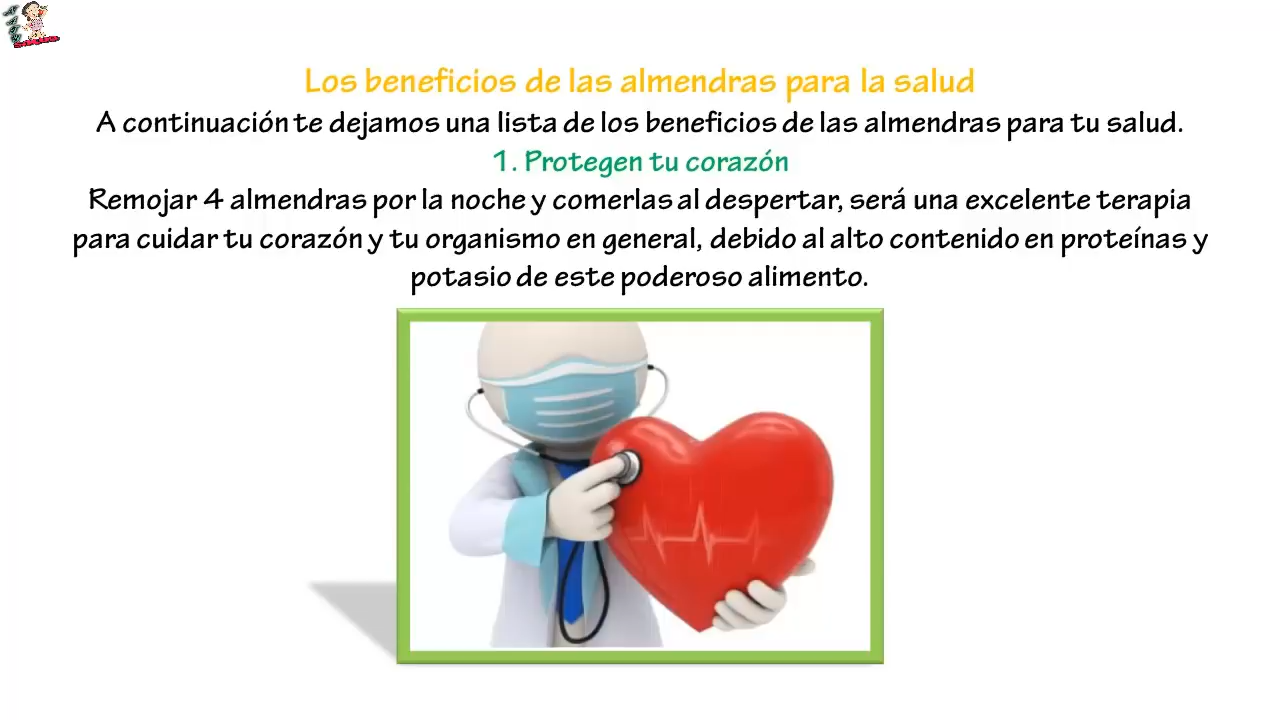 Los beneficios de las almendras para la salud
A continuación te dejamos una lista de los beneficios de las almendras para tu salud.
1. Protegen tu corazón
Remojar 4 almendras por la noche y comerlas al despertar, será una excelente terapia
para cuidar tu corazón y tu organismo en general, debido al alto contenido en proteínas y
potasio de este poderoso alimento.